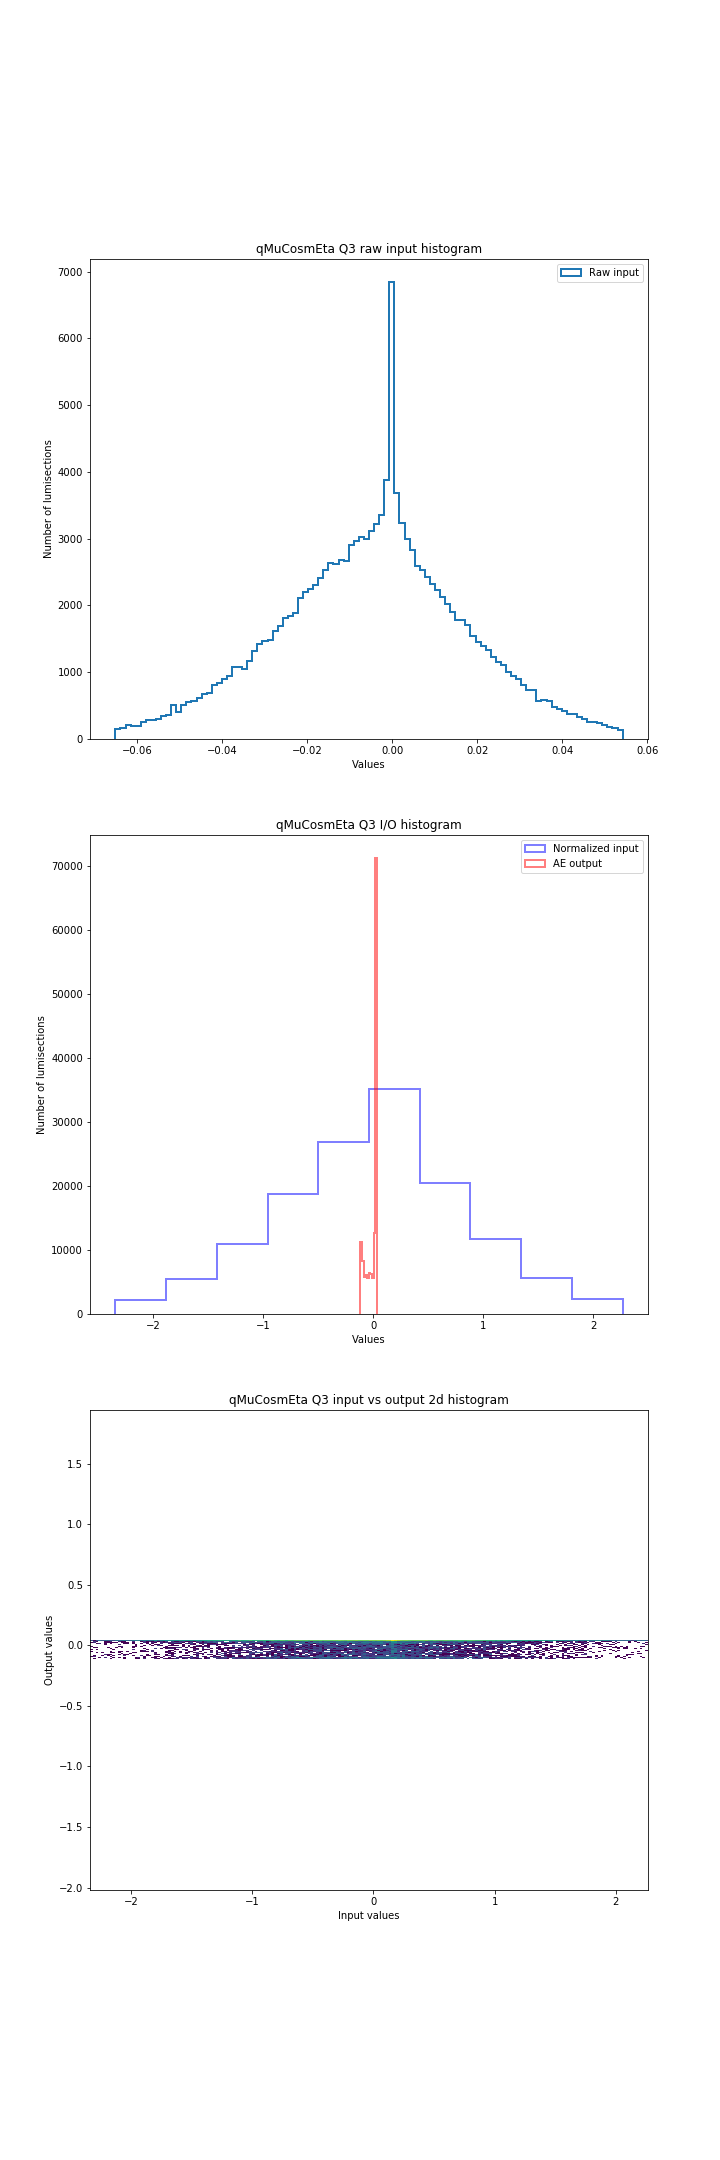 qMuCosmEta Q3 raw input histogram
7000
6000
5000
4000
3000
2000
1000
0
Number of lumisections
Raw input
−0.06 −0.04 −0.02 0.00 0.02 0.04 0.06
Values
qMuCosmEta Q3 I/O histogram
70000
60000
50000
40000
30000
20000
10000
0
Number of lumisections
Normalized input
AE output
−2 −1 0 1 2
Values
qMuCosmEta Q3 input vs output 2d histogram
1.5
1.0
0.5
0.0
−0.5
−1.0
−1.5
−2.0
Output values
−2 −1 0 1 2
Input values